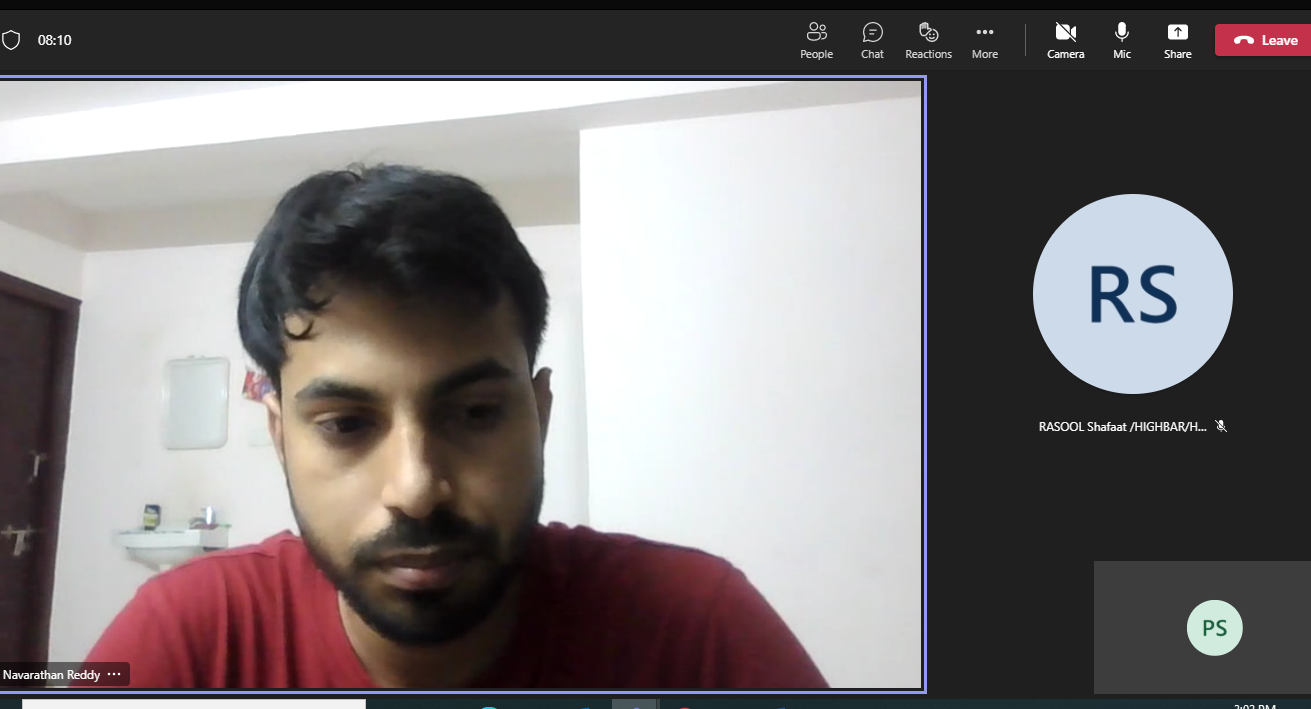 08:10
People
Chat
Reactions
More
Camera
Mic
Share
Leave
RS
RASOOL Shafaat /HIGHBAR/H...
PS
Navarathan Reddy